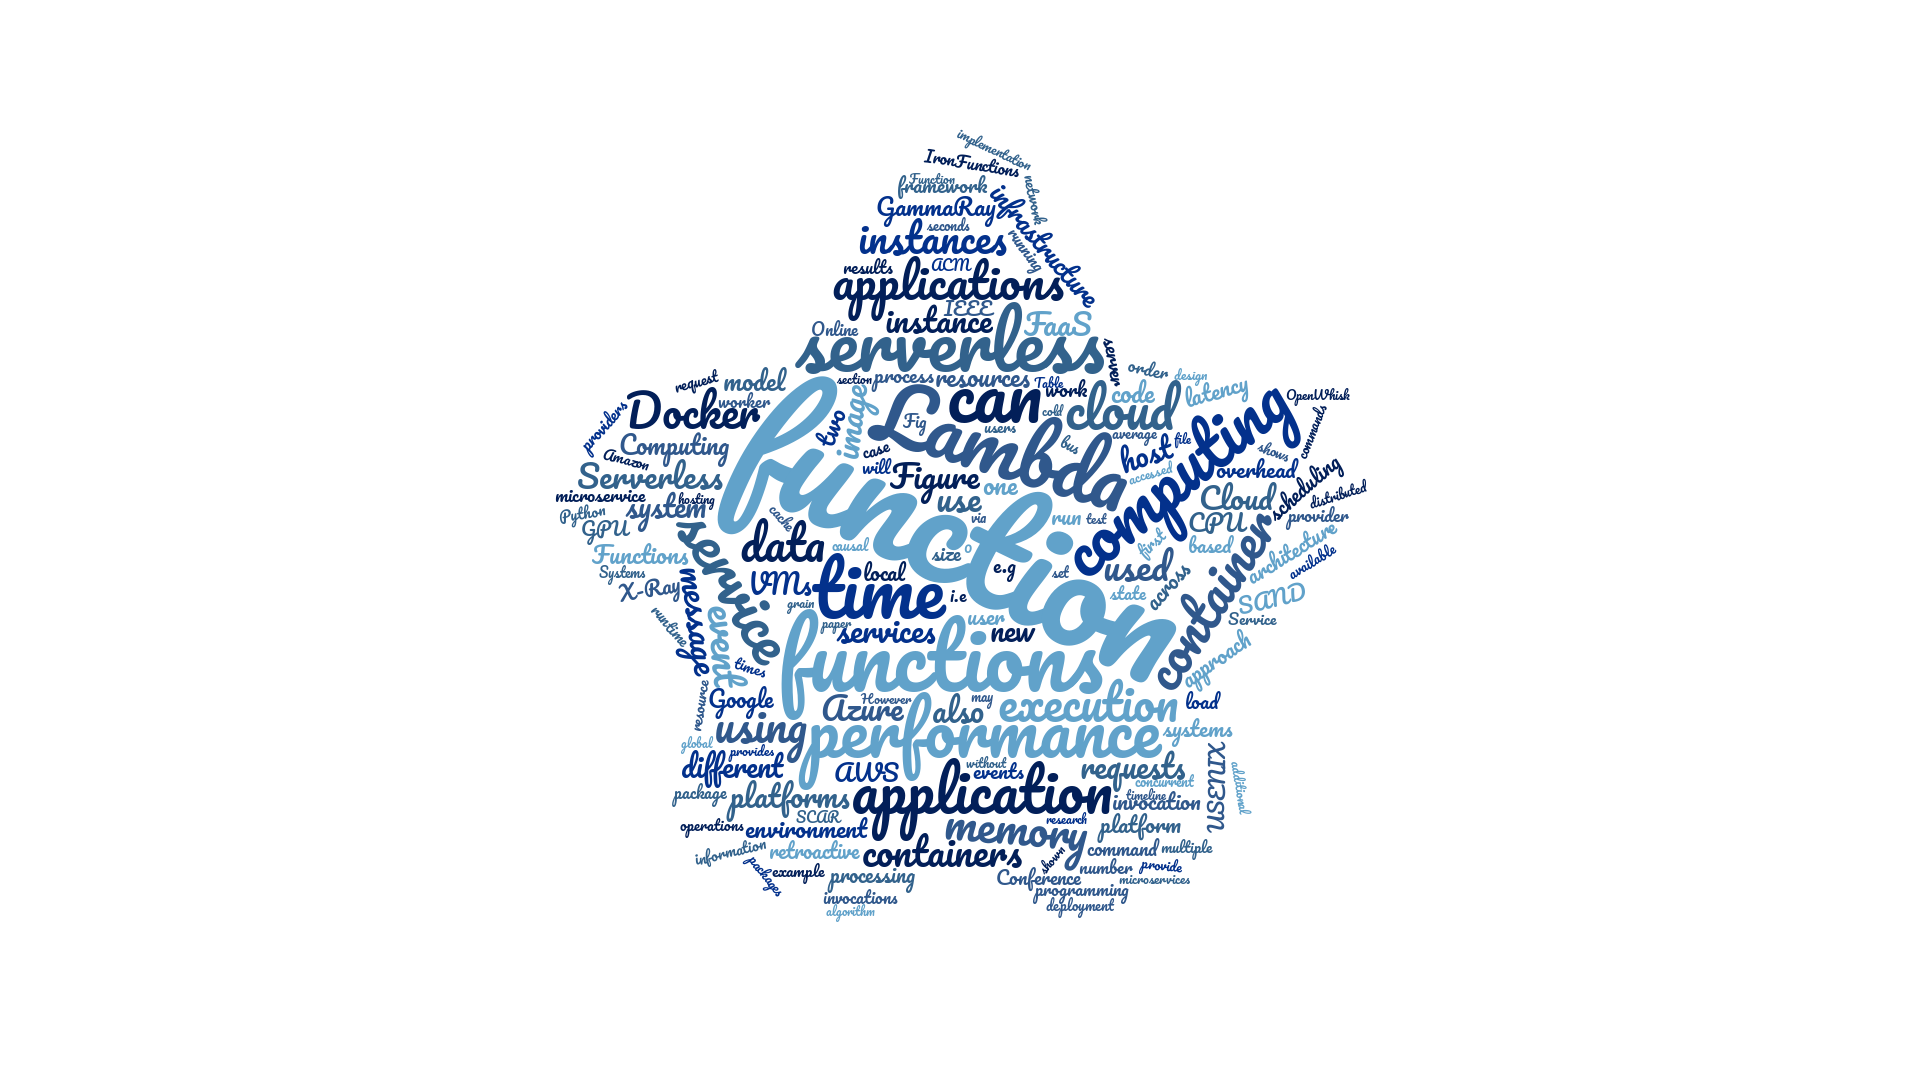 implementation
IronFunctions
Function
framework
network
GammaRay
infrastructure
seconds
instances
running
results
ACM
applications
IEEE
Online
instance
FaaS
serverless
server
request
model
section
process
resources
Table
work
order
design
Docker
worker
image
can
cold
cloud
code
latency
OpenWhisk
providers
two
Fig
Lambda
users
bus
average
computing
commands
Computing
function
case
host
file
shows
Amazon
will
accessed
overhead
Serverless
Figure
one
Cloud
scheduling
microservice
hosting
use
distributed
Python
system
cache
via
run
test
CPU
provider
GPU
service
data
causal
size
o
first
based
architecture
Functions
e.g
set
used
available
Systems
VMs
local
across
container
X-Ray
message
grain
time
i.e
state
SAND
runtime
event
paper
services
user
new
Service
times
functions
approach
resource
Google
Azure
However
also
may
execution
load
global
using
performance
systems
provides
different
AWS
without
events
requests
concurrent
XINUESN
additional
package
platforms
application
timeline
invocation
SCAR
operations
environment
memory
research
platform
information
retroactive
containers
shown
command
multiple
packages
example
processing
Conference
number
provide
programming
microservices
invocations
deployment
algorithm